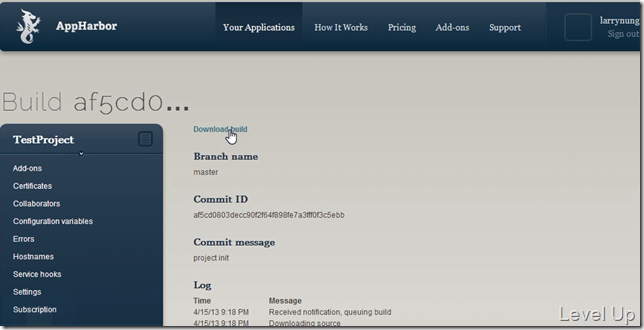 AppHarbor
Your Applications How It Works Pricing Add-ons Support
larrynung
Sign out
Build af5cd0...
TestProject
Add-ons
Certificates
Collaborators
Configuration variables
Errors
Hostnames
Service hooks
Settings
Subscription
Download build
Branch name
master
Commit ID
af5cd0803decc90f2f64f898fe7a3fff0f3c5ebb
Commit message
project init
Log
Time Message
4/15/13 9:18 PM Received notification, queuing build
4/15/13 9:18 PM Downloading source
Level Up